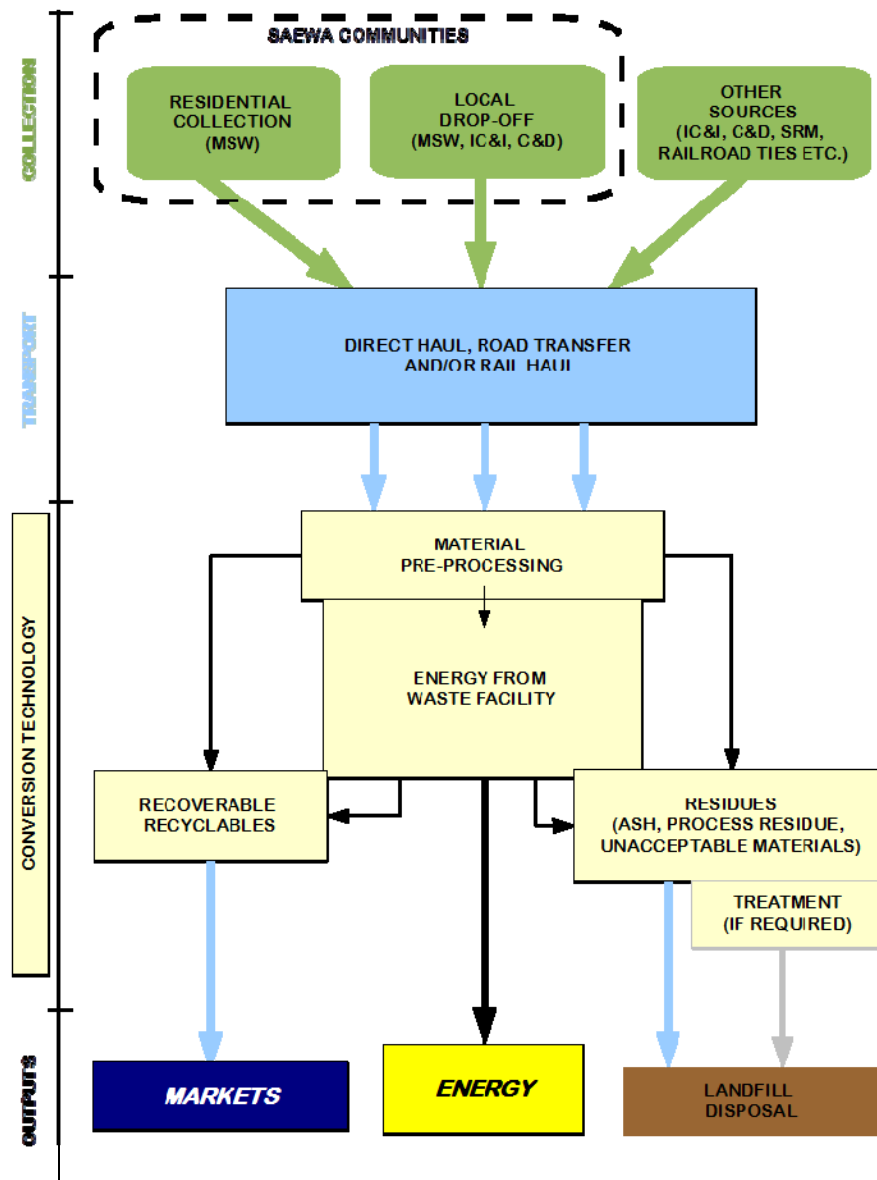 SAEWA COMMUNITIES
COLLECTION
RESIDENTIAL
COLLECTION
(MSW)
LOCAL
DROP-OFF
(MSW, IC&I, C&D)
OTHER
SOURCES
(IC&I, C&D, SRM,
RAILROAD TIES ETC.)
TRANSPORT
DIRECT HAUL, ROAD TRANSFER
AND/OR RAIL HAUL
CONVERSION TECHNOLOGY
MATERIAL
PRE-PROCESSING
ENERGY FROM
WASTE FACILITY
RECOVERABLE
RECYCLABLES
RESIDUES
(ASH, PROCESS RESIDUE,
UNACCEPTABLE MATERIALS)
TREATMENT
(IF REQUIRED)
OUTPUTS
MARKETS
ENERGY
LANDFILL
DISPOSAL